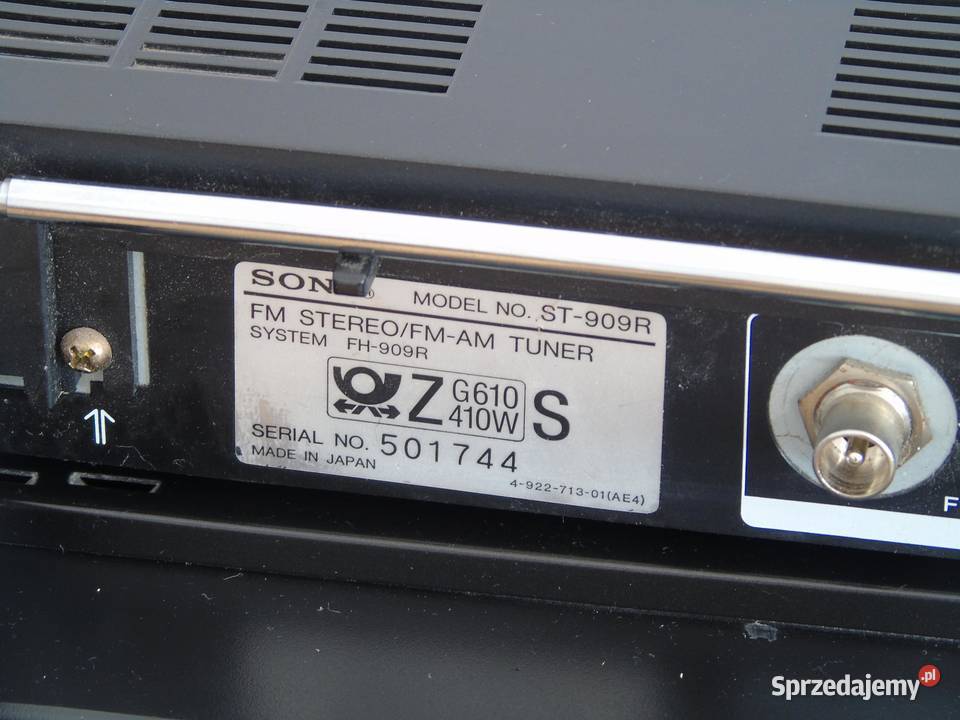 SON ®
MODEL NO. ST-909R
FM STEREO/FM-AM TUNER
SYSTEM FH-909R
Z G610 S
410W
SERIAL NO. 501744
MADE IN JAPAN
4-922-713-01(AE4)
F
Sprzedajemy.pl